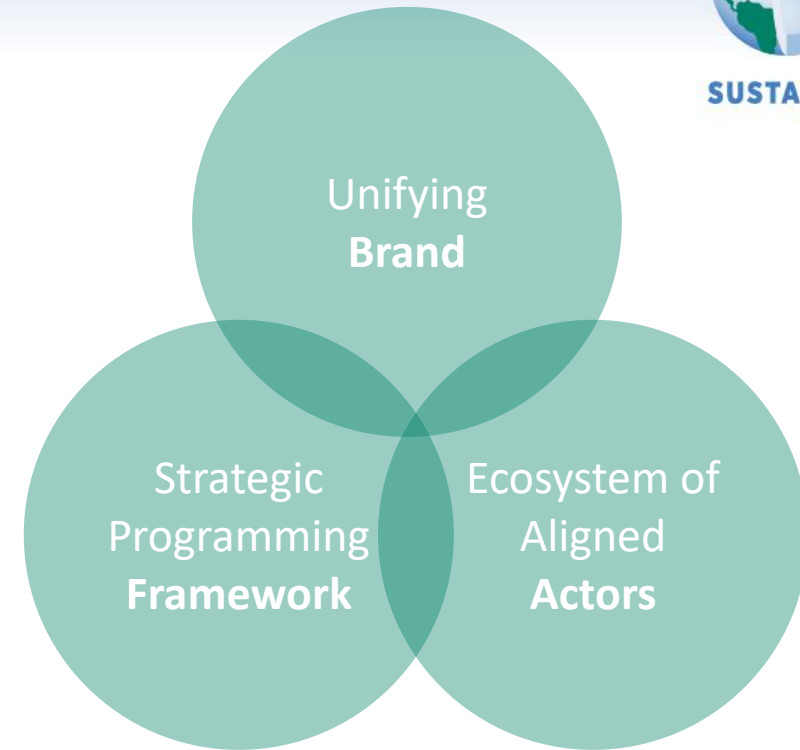 SUSTA
Unifying
Brand
Strategic
Programming
Framework
Ecosystem of
Aligned
Actors